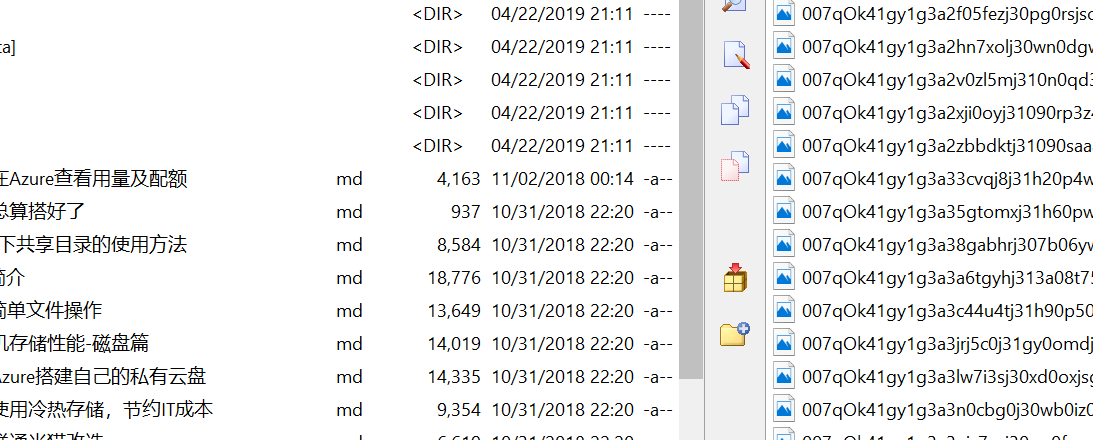 <DIR> 04/22/2019 21:11 ----
ta] <DIR> 04/22/2019 21:11 ----
<DIR> 04/22/2019 21:11 ----
<DIR> 04/22/2019 21:11 ----
<DIR> 04/22/2019 21:11 ----
在Azure查看用量及配额 md 4,163 11/02/2018 00:14 -a--
总算搭好了 md 937 10/31/2018 22:20 -a--
下共享目录的使用方法 md 8,584 10/31/2018 22:20 -a--
简介 md 18,776 10/31/2018 22:20 -a--
简单文件操作 md 13,649 10/31/2018 22:20 -a--
机存储性能-磁盘篇 md 14,019 10/31/2018 22:20 -a--
Azure搭建自己的私有云盘 md 14,335 10/31/2018 22:20 -a--
使用冷热存储，节约IT成本 md 9,354 10/31/2018 22:20 -a--
007qOk41gy1g3a2f05fezj30pg0rsjsc
007qOk41gy1g3a2hn7xolj30wn0dgw
007qOk41gy1g3a2v0zl5mj310n0qd3
007qOk41gy1g3a2xji0oyj31090rp3z4
007qOk41gy1g3a2zbbdktj31090saa
007qOk41gy1g3a33cvqj8j31h20p4w
007qOk41gy1g3a35gtomxj31h60pw
007qOk41gy1g3a38gabhrj307b06yw
007qOk41gy1g3a3a6tgyhj313a08t75
007qOk41gy1g3a3c44u4tj31h90p50
007qOk41gy1g3a3jrj5c0j31gy0omdj
007qOk41gy1g3a3lw7i3sj30xd0oxjsg
007qOk41gy1g3a3n0cbg0j30wb0iz0